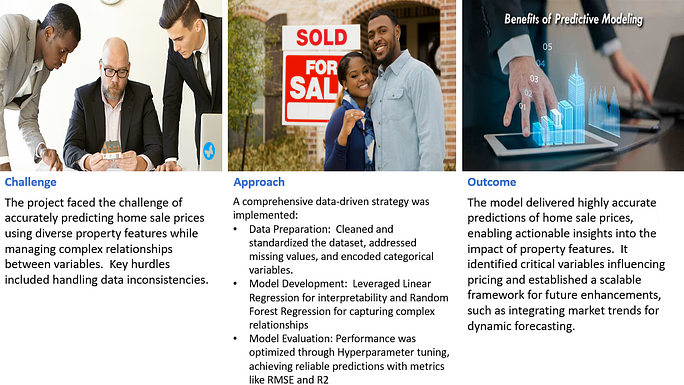 SOLD
FOR
SAL
Benefits of Predictive Modeling
05
04
03
02
01
Challenge
The project faced the challenge of
accurately predicting home sale prices
using diverse property features while
managing complex relationships
between variables.  Key hurdles
included handling data inconsistencies.
Approach
A comprehensive data-driven strategy was
implemented:
• Data Preparation:  Cleaned and
standardized the dataset, addressed
missing values, and encoded categorical
variables.
• Model Development:  Leveraged Linear
Regression for interpretability and Random
Forest Regression for capturing complex
relationships
• Model Evaluation: Performance was
optimized through Hyperparameter tuning,
achieving reliable predictions with metrics
like RMSE and R2
Outcome
The model delivered highly accurate
predictions of home sale prices,
enabling actionable insights into the
impact of property features.  It
identified critical variables influencing
pricing and established a scalable
framework for future enhancements,
such as integrating market trends for
dynamic forecasting.